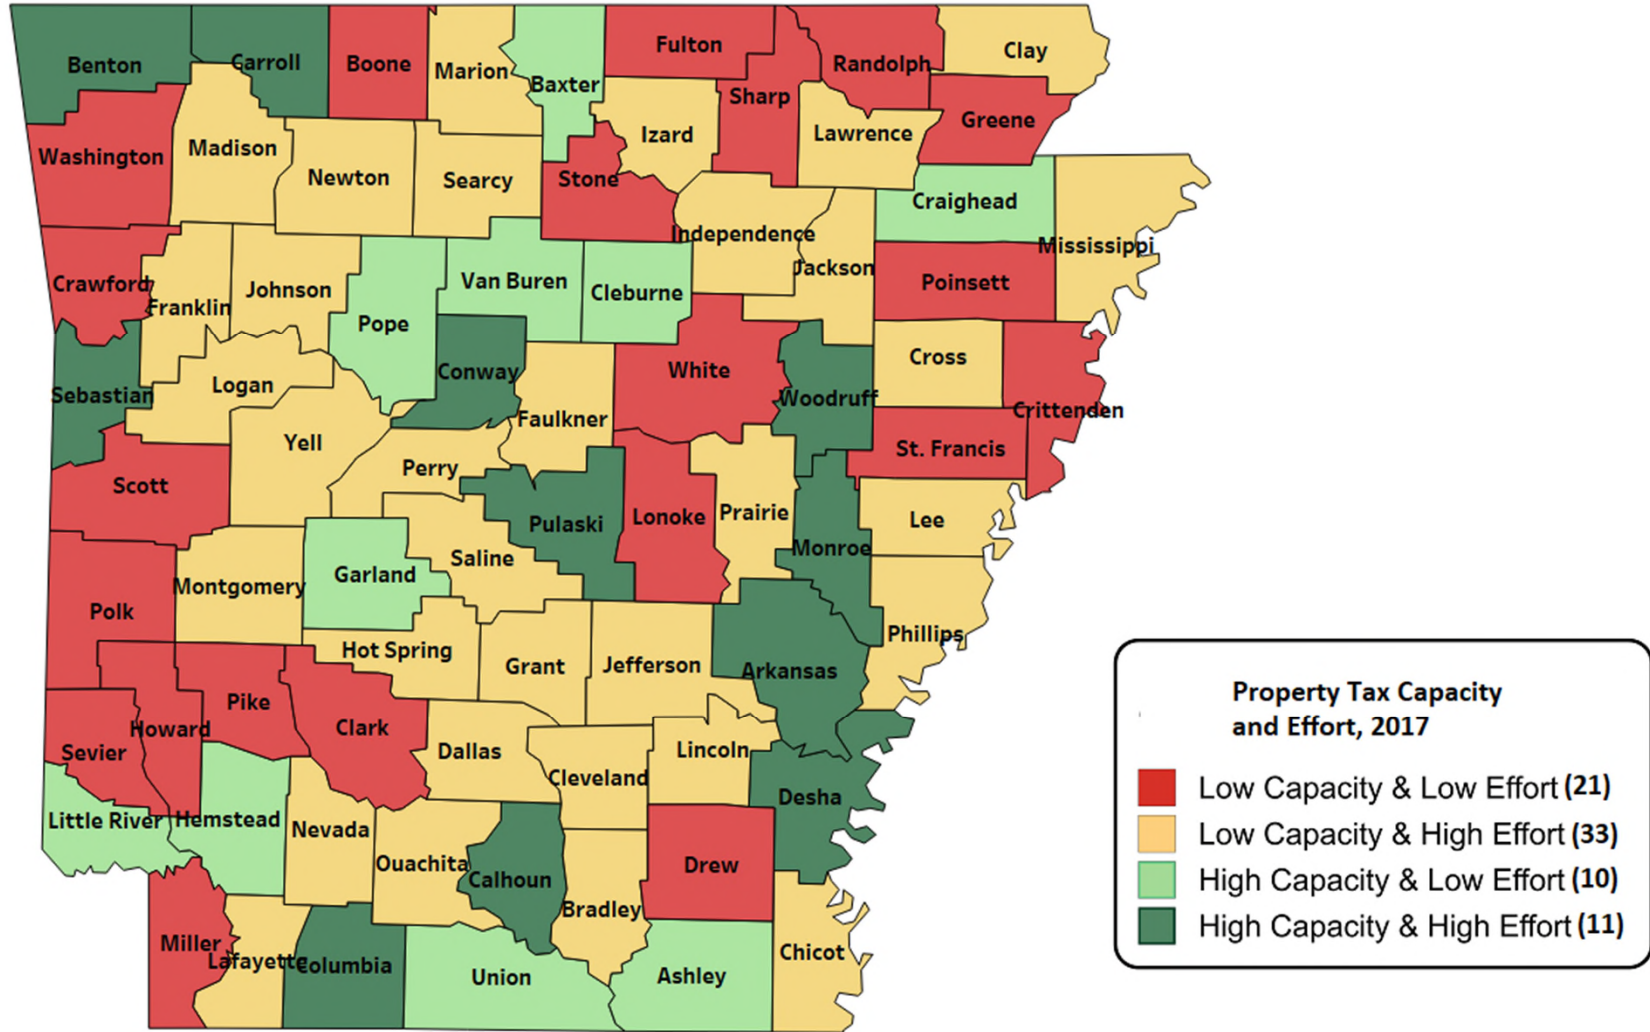 Benton
Carroll
Boone
Marion
Baxter
Fulton
Sharp
Randolph
Clay
Greene
Washington
Madison
Newton
Searcy
Stone
Izard
Lawrence
Craighead
Mississippi
Independence
Jackson
Poinsett
Crawford
Franklin
Johnson
Pope
Van Buren
Cleburne
White
Cross
Crittenden
Sebastian
Logan
Conway
Faulkner
Woodruff
St. Francis
Scott
Yell
Perry
Pulaski
Lonoke
Prairie
Lee
Monroe
Polk
Montgomery
Garland
Saline
Phillips
Hot Spring
Grant
Jefferson
Arkansas
Sevier
Howard
Pike
Clark
Dallas
Cleveland
Lincoln
Desha
Little River
Hemstead
Nevada
Ouachita
Calhoun
Bradley
Drew
Miller
Lafayette
Columbia
Union
Ashley
Chicot
Property Tax Capacity
and Effort, 2017
Low Capacity & Low Effort (21)
Low Capacity & High Effort (33)
High Capacity & Low Effort (10)
High Capacity & High Effort (11)